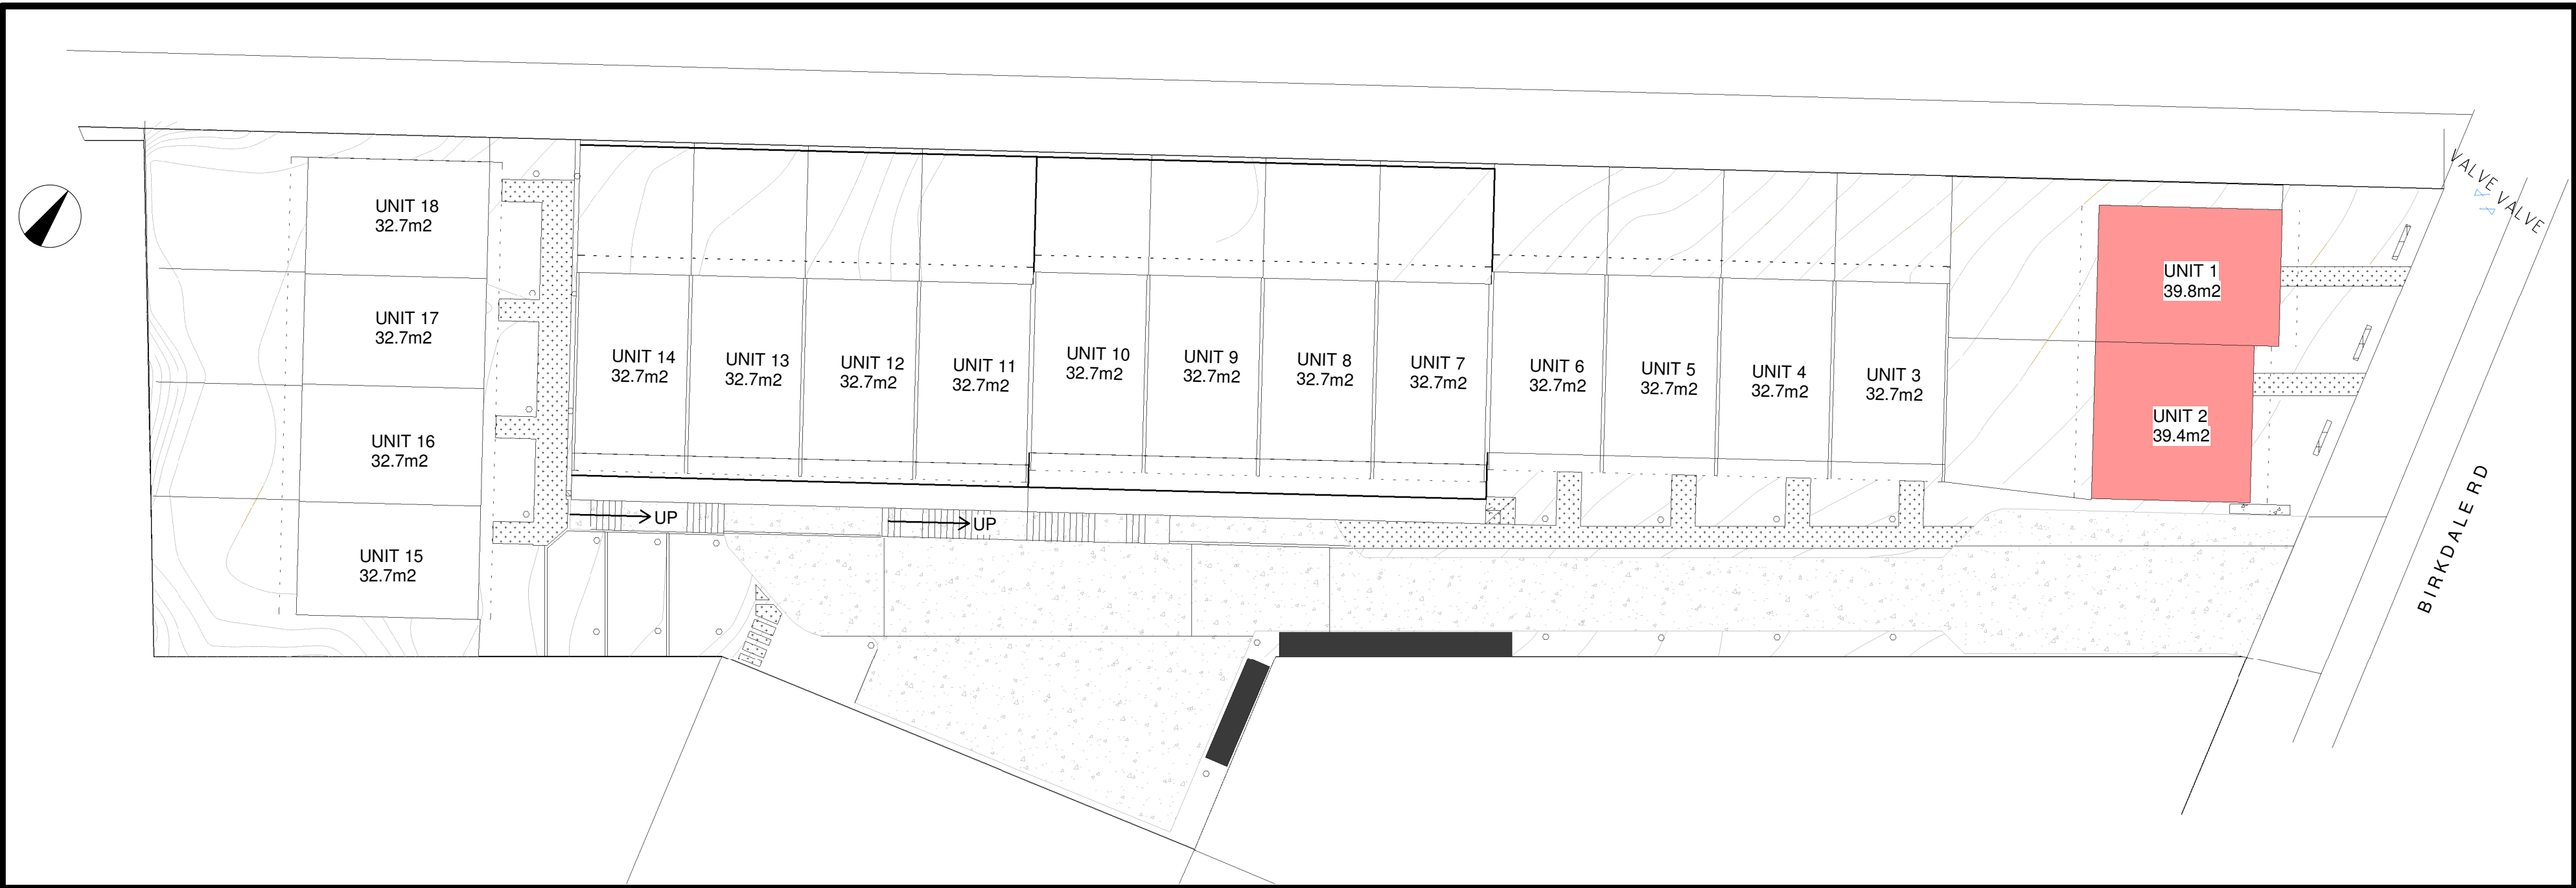 UNIT 18
32.7m2
UNIT 17
32.7m2
UNIT 16
32.7m2
UNIT 15
32.7m2
UNIT 14
32.7m2
UNIT 13
32.7m2
UNIT 12
32.7m2
UNIT 11
32.7m2
UNIT 10
32.7m2
UNIT 9
32.7m2
UNIT 8
32.7m2
UNIT 7
32.7m2
UNIT 6
32.7m2
UNIT 5
32.7m2
UNIT 4
32.7m2
UNIT 3
32.7m2
UNIT 1
39.8m2
UNIT 2
39.4m2
UP
UP
VALVE
VALVE
BIRKDALE RD